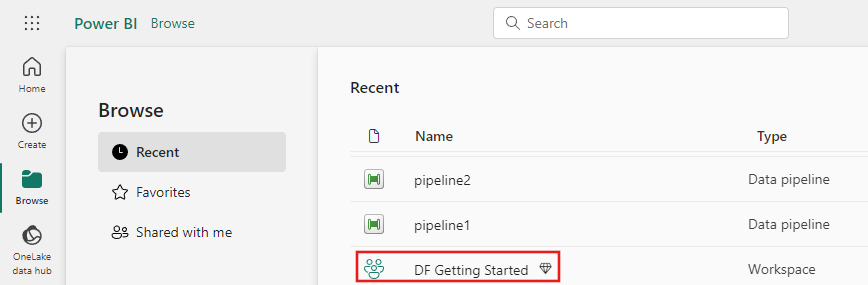 Power BI Browse
Search
Home
Create
Browse
OneLake
data hub
Browse
Recent
Favorites
Shared with me
Recent
Name Type
pipeline2 Data pipeline
pipeline1 Data pipeline
DF Getting Started Workspace